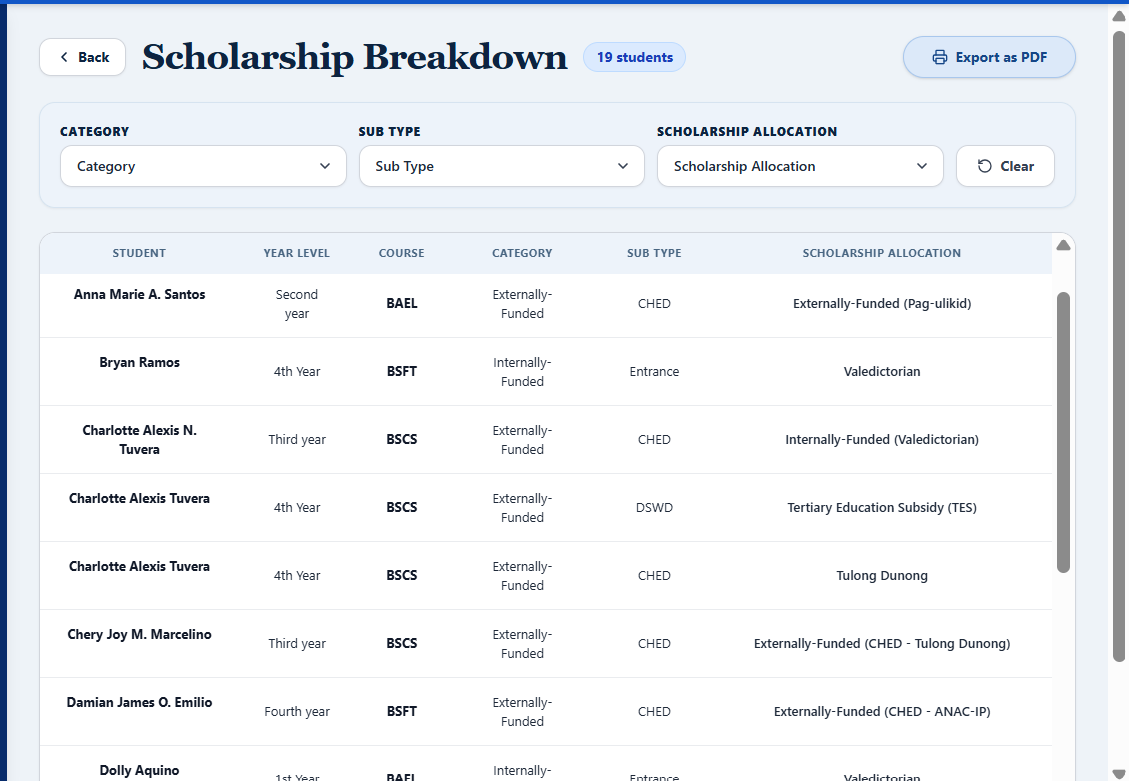 Back
Scholarship Breakdown
19 students
Export as PDF
CATEGORY
SUB TYPE
SCHOLARSHIP ALLOCATION
Category
Sub Type
Scholarship Allocation
Clear
STUDENT YEAR LEVEL COURSE CATEGORY SUB TYPE SCHOLARSHIP ALLOCATION
Anna Marie A. Santos
Second
year
BAEL
Externally-
Funded
CHED
Externally-Funded (Pag-ulikid)
Bryan Ramos
4th Year
BSFT
Internally-
Funded
Entrance
Valedictorian
Charlotte Alexis N.
Tuvera
Third year
BSCS
Externally-
Funded
CHED
Internally-Funded (Valedictorian)
Charlotte Alexis Tuvera
4th Year
BSCS
Externally-
Funded
DSWD
Tertiary Education Subsidy (TES)
Charlotte Alexis Tuvera
4th Year
BSCS
Externally-
Funded
CHED
Tulong Dunong
Chery Joy M. Marcelino
Third year
BSCS
Externally-
Funded
CHED
Externally-Funded (CHED - Tulong Dunong)
Damian James O. Emilio
Fourth year
BSFT
Externally-
Funded
CHED
Externally-Funded (CHED - ANAC-IP)
Dolly Aquino
1st Year
BAEL
Internally-
Entrance
Valedictorian